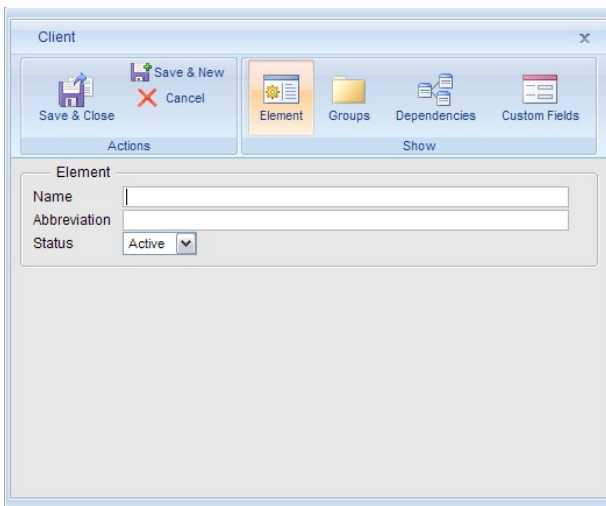 Client x
Save & Close
Save & New
Cancel
Actions
Element Groups Dependencies Custom Fields
Show
Element
Name
Abbreviation
Status Active